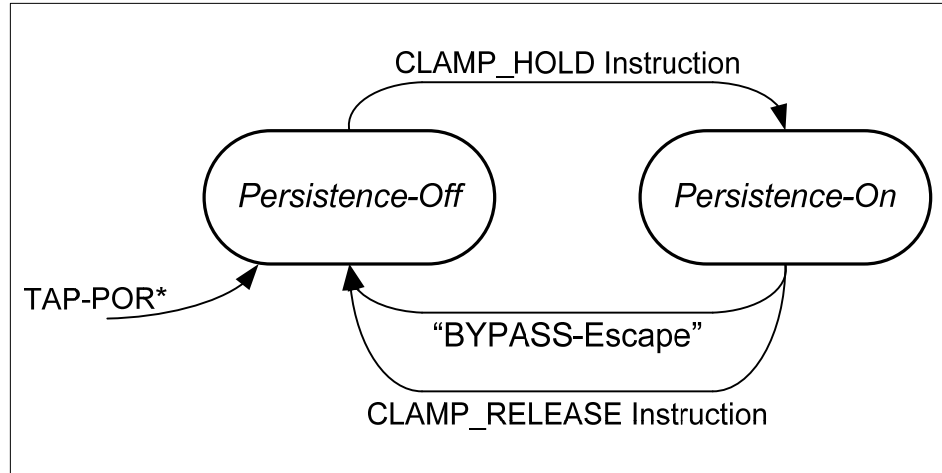 CLAMP_HOLD Instruction
Persistence-Off
Persistence-On
TAP-POR*
“BYPASS-Escape”
CLAMP_RELEASE Instruction